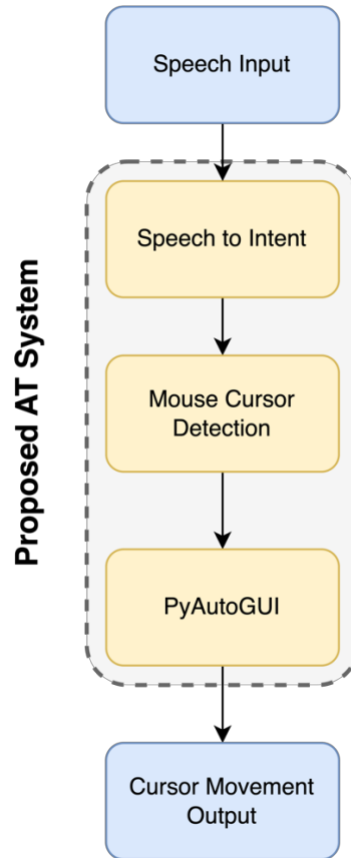 Speech Input
Proposed AT System
Speech to Intent
Mouse Cursor
Detection
PyAutoGUI
Cursor Movement
Output